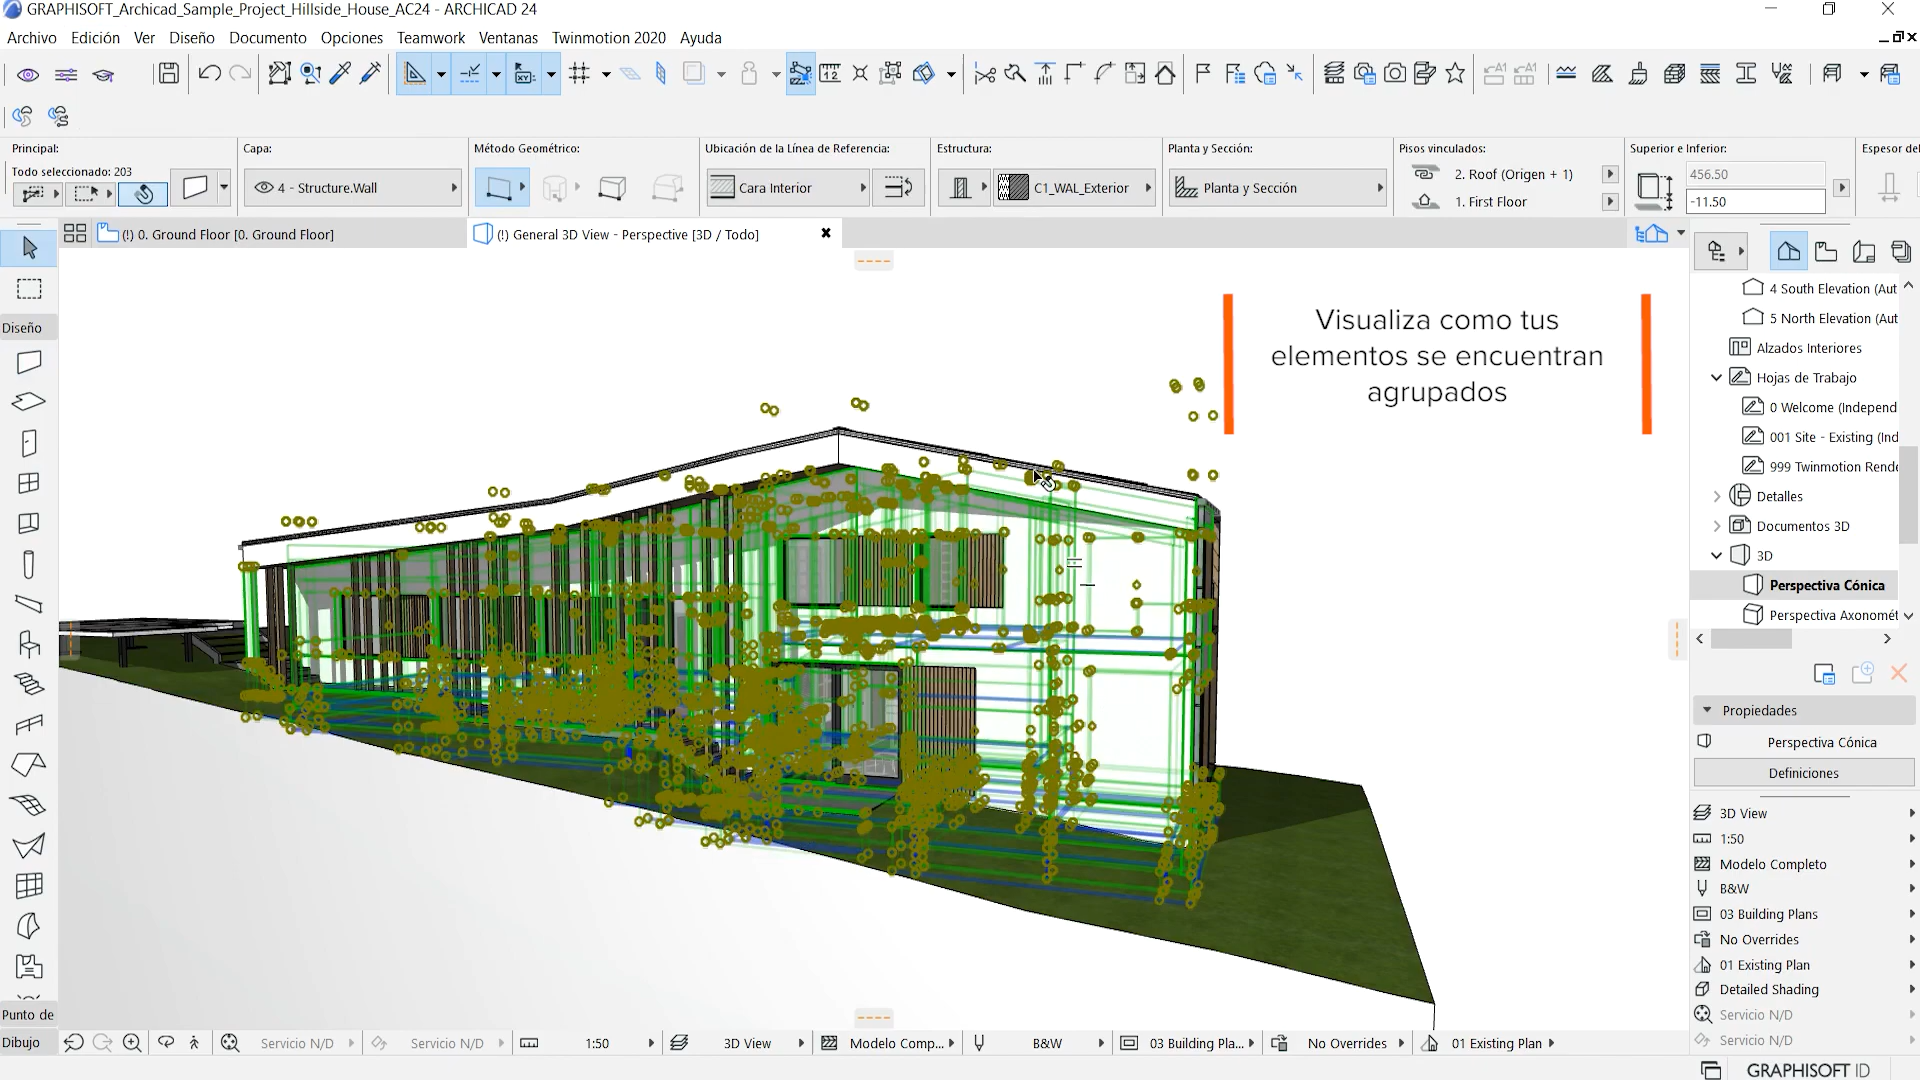 GRAPHISOFT_Archicad_Sample_Project_Hillside_House_AC24 - ARCHICAD 24
Archivo Edición Ver Diseño Documento Opciones Teamwork Ventanas Twinmotion 2020 Ayuda
Principal:
Todo seleccionado: 203
Capa:
4 - Structure.Wall
Método Geométrico:
Ubicación de la Línea de Referencia:
Cara Interior
Estructura:
C1_WAL_Exterior
Planta y Sección:
Planta y Sección
Pisos vinculados:
2. Roof (Origen + 1)
1. First Floor
Superior e Inferior:
456.50
-11.50
Espesor del
(!) 0. Ground Floor [0. Ground Floor]
(!) General 3D View - Perspective [3D / Todo]
Diseño
Visualiza como tus
elementos se encuentran
agrupados
4 South Elevation (Aut
5 North Elevation (Aut
Alzados Interiores
Hojas de Trabajo
0 Welcome (Independ
001 Site - Existing (Ind
999 Twinmotion Rende
Detalles
Documentos 3D
3D
Perspectiva Cónica
Perspectiva Axonomét
Propiedades
Perspectiva Cónica
Definiciones
3D View
1:50
Modelo Completo
B&W
03 Building Plans
No Overrides
01 Existing Plan
Detailed Shading
Servicio N/D
Servicio N/D
Punto de
Dibujo
Servicio N/D
Servicio N/D
1:50
3D View
Modelo Comp...
B&W
03 Building Pla...
No Overrides
01 Existing Plan
GRAPHISOFT ID